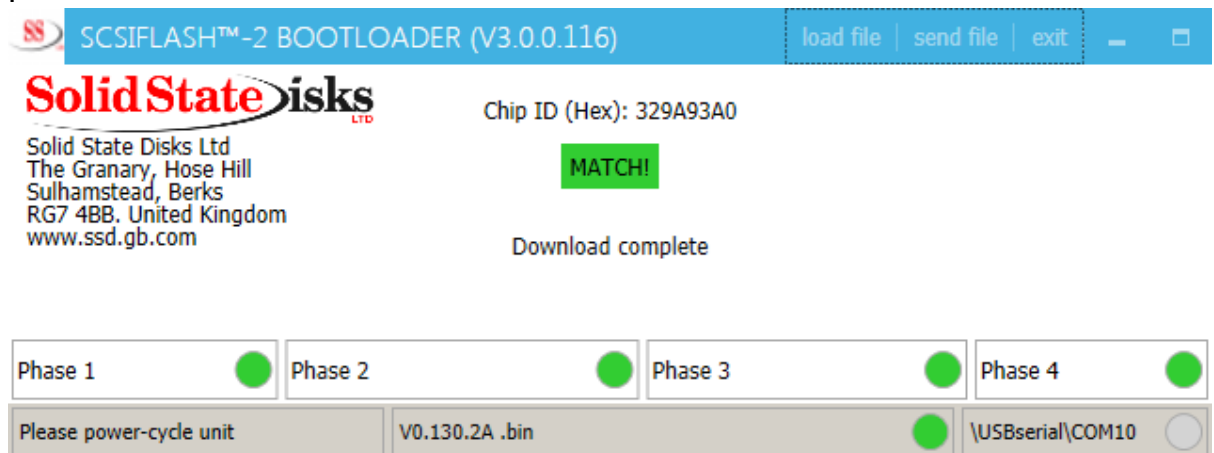 SS SCSIFLASH™-2 BOOTLOADER (V3.0.0.116) load file | send file | exit
Solid State Disks LTD
Chip ID (Hex): 329A93A0
Solid State Disks Ltd
The Granary, Hose Hill
Sulhamstead, Berks
RG7 4BB. United Kingdom
www.ssd.gb.com
MATCH!
Download complete
Phase 1 Phase 2 Phase 3 Phase 4
Please power-cycle unit V0.130.2A .bin \USBserial\COM10